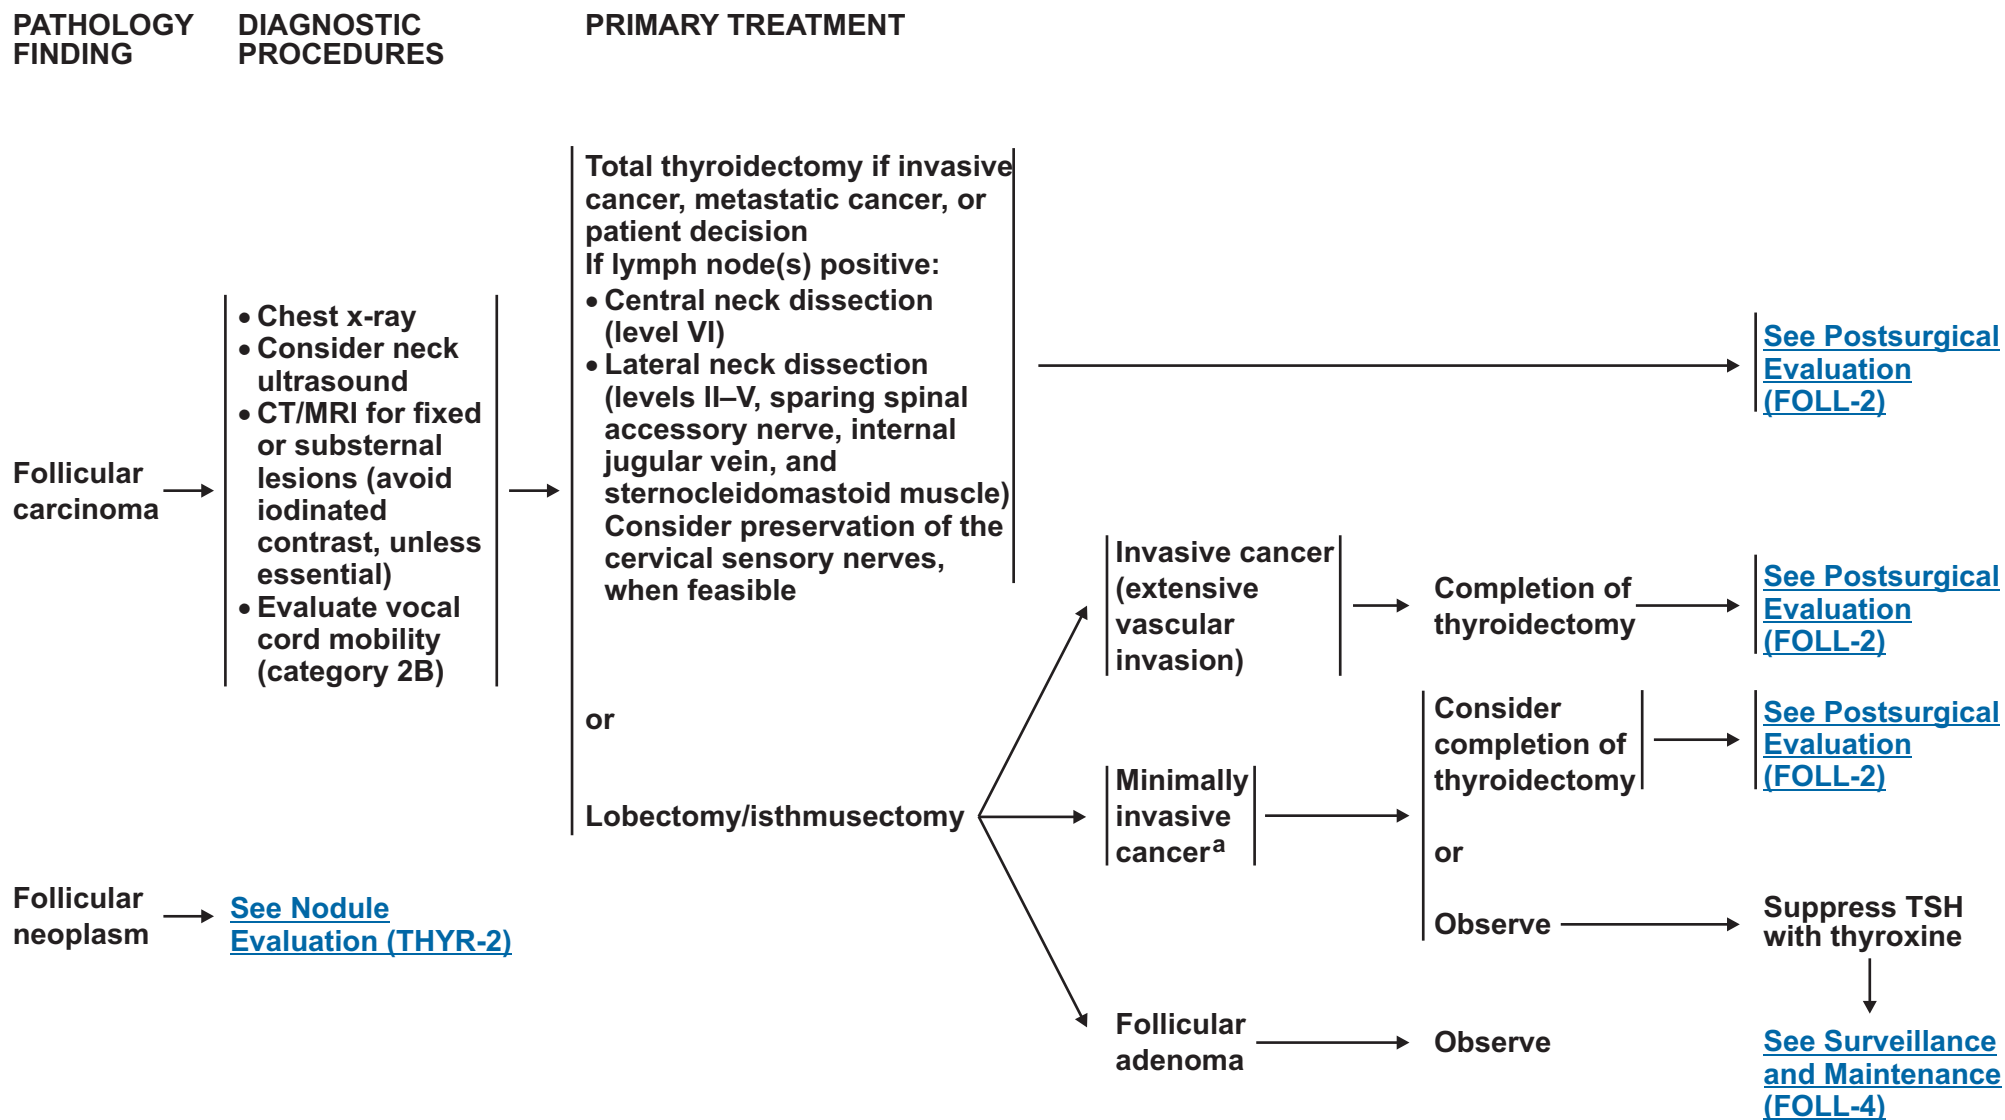 PATHOLOGY
FINDING
DIAGNOSTIC
PROCEDURES
PRIMARY TREATMENT
Follicular
carcinoma
• Chest x-ray
• Consider neck
ultrasound
• CT/MRI for fixed
or substernal
lesions (avoid
iodinated
contrast, unless
essential)
• Evaluate vocal
cord mobility
(category 2B)
Total thyroidectomy if invasive
cancer, metastatic cancer, or
patient decision
If lymph node(s) positive:
• Central neck dissection
(level VI)
• Lateral neck dissection
(levels II–V, sparing spinal
accessory nerve, internal
jugular vein, and
sternocleidomastoid muscle)
Consider preservation of the
cervical sensory nerves,
when feasible
or
Lobectomy/isthmusectomy
See Postsurgical
Evaluation
(FOLL-2)
Invasive cancer
(extensive
vascular
invasion)
Completion of
thyroidectomy
See Postsurgical
Evaluation
(FOLL-2)
Minimally
invasive
cancera
Consider
completion of
thyroidectomy
See Postsurgical
Evaluation
(FOLL-2)
or
Observe
Suppress TSH
with thyroxine
See Surveillance
and Maintenance
(FOLL-4)
Follicular
adenoma
Observe
Follicular
neoplasm
See Nodule
Evaluation (THYR-2)